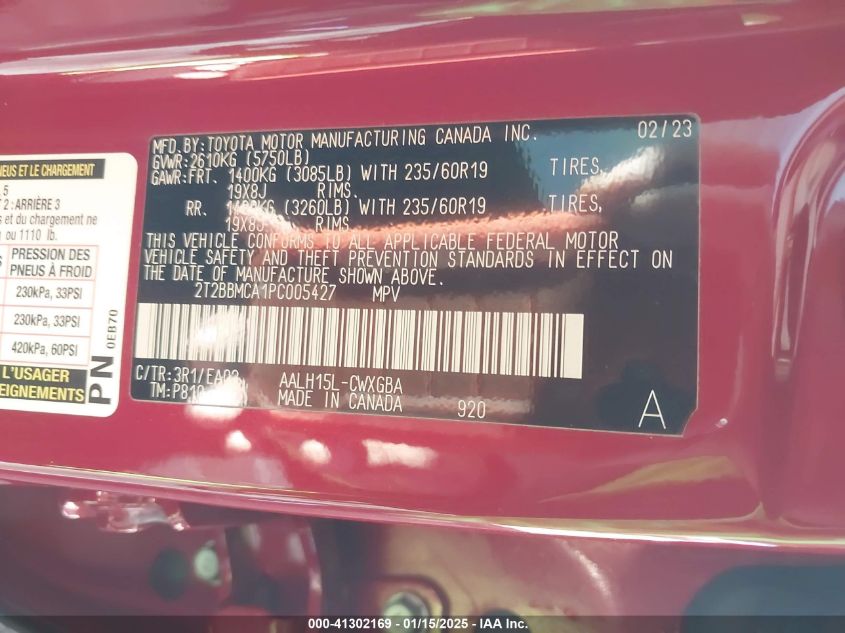 NEUS ET LE CHARGEMENT
5
2 : ARRIÈRE 3
s et du chargement ne
ou 1110 lb.
PRESSION DES
PNEUS À FROID
230kPa, 33PSI
230kPa, 33PSI
420kPa, 60PSI
L'USAGER
EIGNEMENTS
PN 0EB70
MFD. BY: TOYOTA MOTOR MANUFACTURING CANADA INC. 02/23
GVWR: 2610KG (5750LB)
GAWR: FRT. 1400KG (3085LB) WITH 235/60R19 TIRES,
19X8J RIMS.
RR. (3260LB) WITH 235/60R19 TIRES,
19X8J RIMS.
THIS VEHICLE CONFORMS TO ALL APPLICABLE FEDERAL MOTOR
VEHICLE SAFETY AND THEFT PREVENTION STANDARDS IN EFFECT ON
THE DATE OF MANUFACTURE SHOWN ABOVE.
2T2BBMCA1PC005427 MPV
C/TR: 3R1/ AALH15L-CWXGBA
TM: MADE IN CANADA 920 A
000-41302169 - 01/15/2025 - IAA Inc.